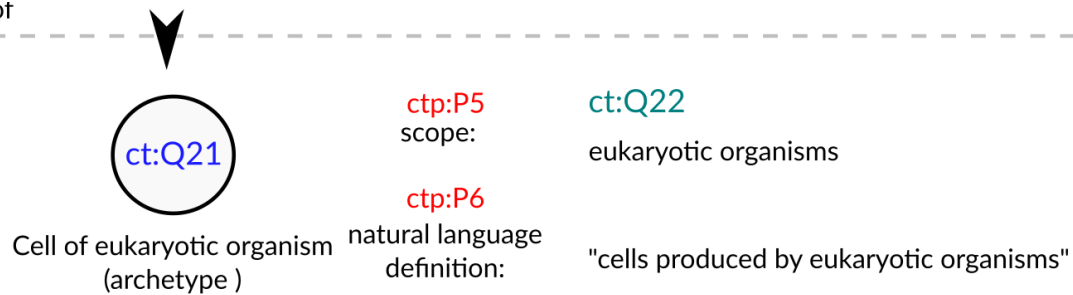 of
ct:Q21
Cell of eukaryotic organism
(archetype )
ctp:P5
scope:
ct:Q22
eukaryotic organisms
ctp:P6
natural language
definition:
"cells produced by eukaryotic organisms"